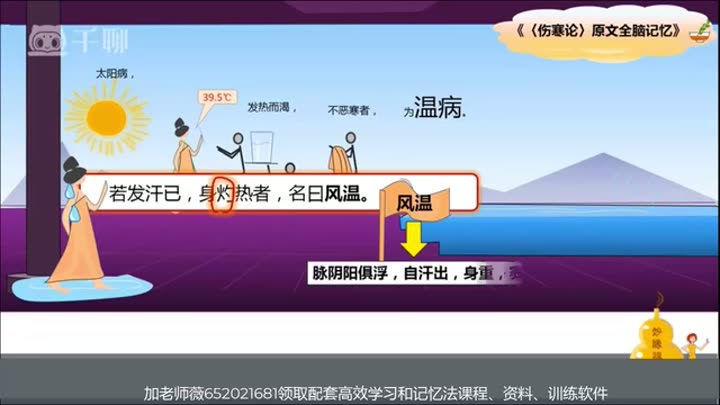 千聊
《〈伤寒论〉原文全脑记忆》
太阳病，
39.5℃
发热而渴，
不恶寒者，
为温病.
若发汗已，身灼热者，名曰风温。
风温
脉阴阳俱浮，自汗出，身重，
加老师薇652021681领取配套高效学习和记忆法课程、资料、训练软件